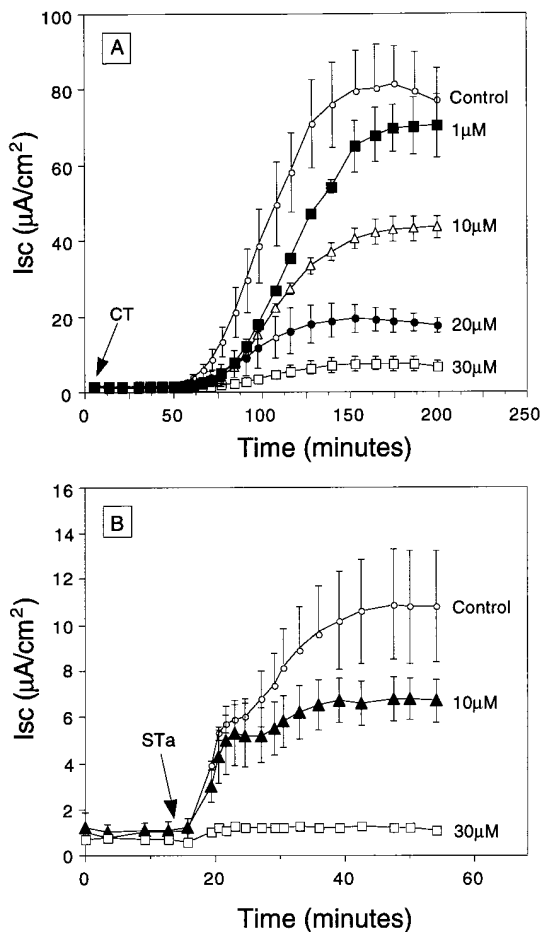 A
100
80
60
40
20
0
Isc (μA/cm²)
CT
Control
1μM
10μM
20μM
30μM
0 50 100 150 200 250
Time (minutes)
B
16
14
12
10
8
6
4
2
0
Isc (μA/cm²)
STa
Control
10μM
30μM
0 20 40 60
Time (minutes)